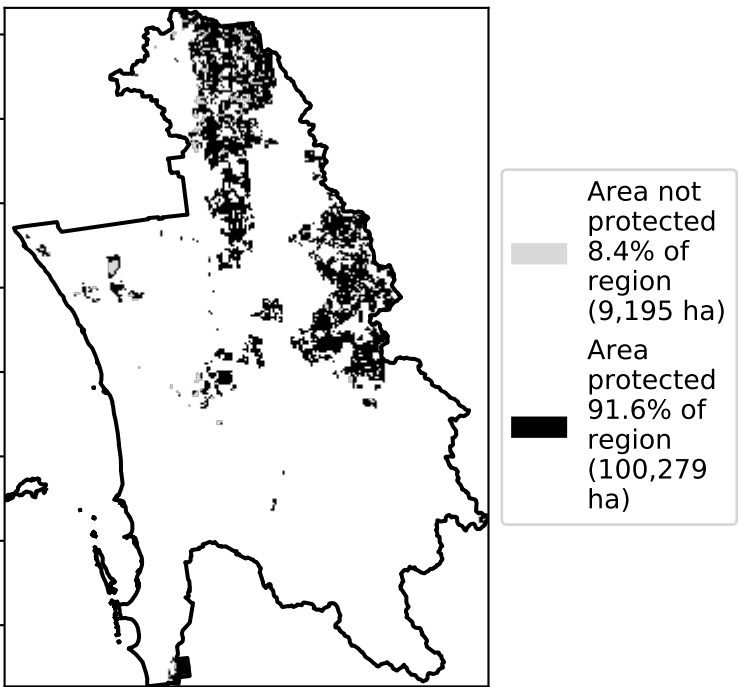 Area not
protected
8.4% of
region
(9,195 ha)
Area
protected
91.6% of
region
(100,279
ha)